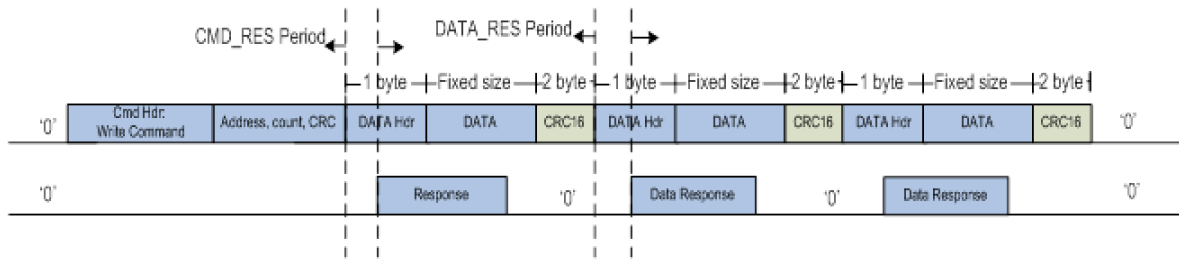 CMD_RES Period
DATA_RES Period
1 byte Fixed size 2 byte 1 byte Fixed size 2 byte 1 byte Fixed size 2 byte
'0' Cmd Hdr: Write Command Address, count, CRC DATA Hdr DATA CRC16 DATA Hdr DATA CRC16 DATA Hdr DATA CRC16 '0'
'0' Response '0' Data Response '0' Data Response '0'